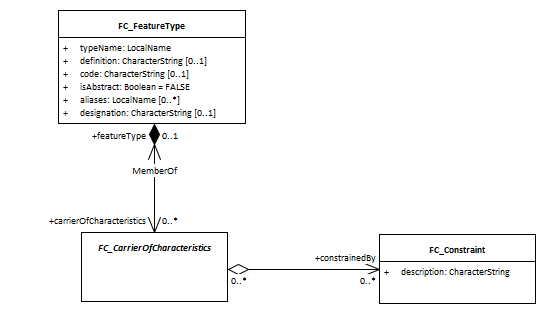 FC_FeatureType
+ typeName: LocalName
+ definition: CharacterString [0..1]
+ code: CharacterString [0..1]
+ isAbstract: Boolean = FALSE
+ aliases: LocalName [0..*]
+ designation: CharacterString [0..1]
+featureType 0..1
MemberOf
+carrierOfCharacteristics 0..*
FC_CarrierOfCharacteristics
+constrainedBy
0..* 0..*
FC_Constraint
+ description: CharacterString